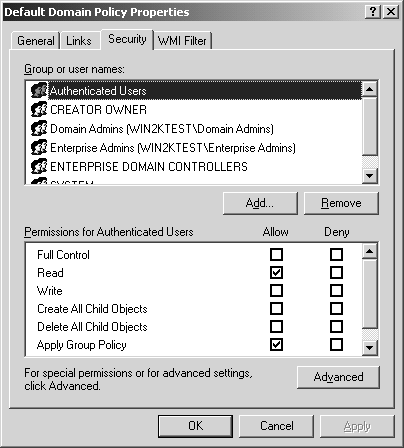 Default Domain Policy Properties
General Links Security WMI Filter
Group or user names:
Authenticated Users
CREATOR OWNER
Domain Admins (WIN2KTEST\Domain Admins)
Enterprise Admins (WIN2KTEST\Enterprise Admins)
ENTERPRISE DOMAIN CONTROLLERS
SYSTEM
Add... Remove
Permissions for Authenticated Users Allow Deny
Full Control
Read
Write
Create All Child Objects
Delete All Child Objects
Apply Group Policy
For special permissions or for advanced settings,
click Advanced.
Advanced
OK Cancel Apply